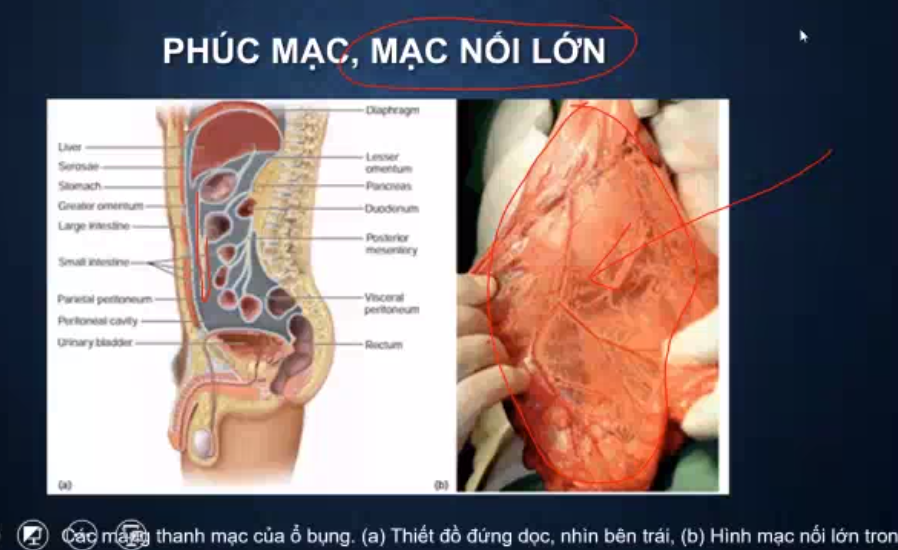 PHÚC MẠC, MẠC NỐI LỚN
Diaphragm
Liver
Lesser
omentum
Serosae
Stomach
Pancreas
Greater omentum
Duodenum
Large Intestine
Posterior
mesentery
Small intestine
Parietal peritoneum
Visceral
peritoneum
Peritoneal cavity
Urinary bladder
Rectum
(a)
(b)
Các màng thanh mạc của ổ bụng. (a) Thiết đồ đứng dọc, nhìn bên trái, (b) Hình mạc nối lớn tron